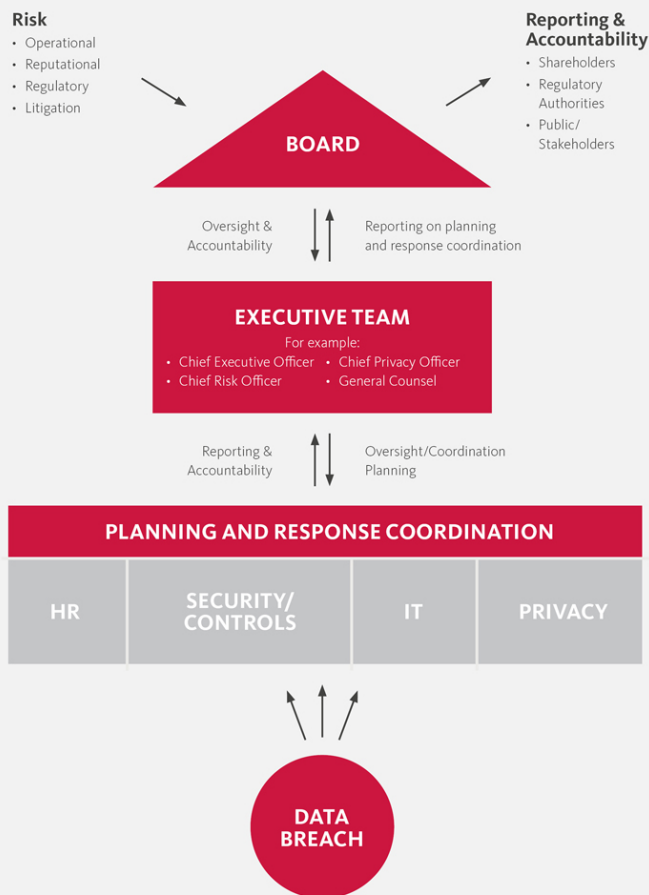 Risk
• Operational
• Reputational
• Regulatory
• Litigation
Reporting &
Accountability
• Shareholders
• Regulatory
Authorities
• Public/
Stakeholders
BOARD
Oversight &
Accountability
Reporting on planning
and response coordination
EXECUTIVE TEAM
For example:
• Chief Executive Officer • Chief Privacy Officer
• Chief Risk Officer • General Counsel
Reporting &
Accountability
Oversight/Coordination
Planning
PLANNING AND RESPONSE COORDINATION
HR
SECURITY/
CONTROLS
IT
PRIVACY
DATA
BREACH